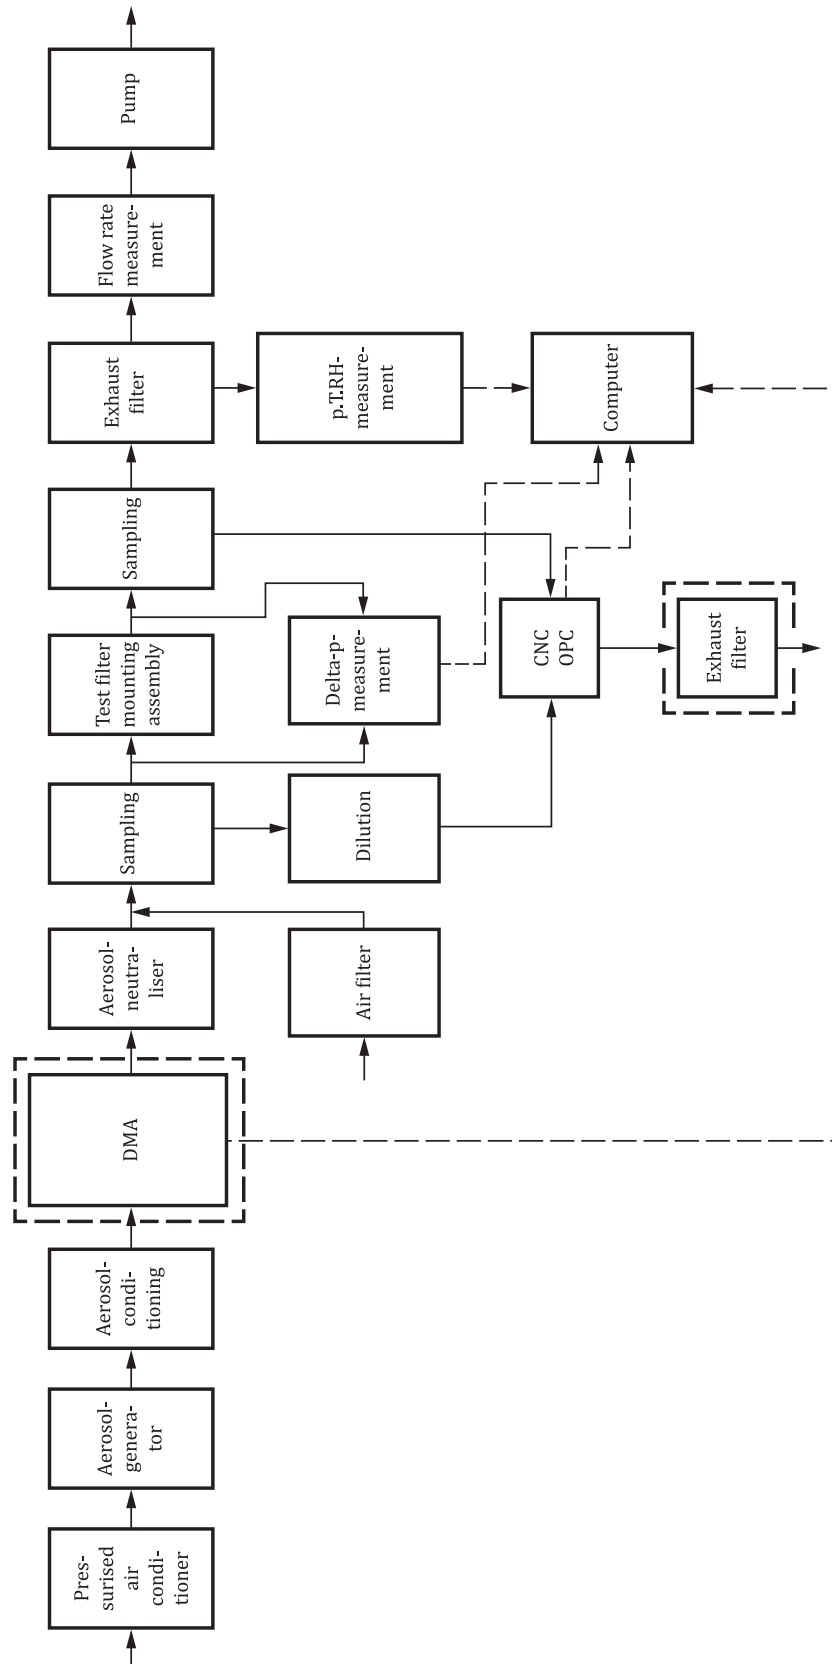 Pres-
surised
air
condi-
tioner
Aerosol-
genera-
tor
Aerosol-
condi-
tioning
DMA
Aerosol-
neutra-
liser
Sampling
Test filter
mounting
assembly
Sampling
Exhaust
filter
Flow rate
measure-
ment
Pump
Air filter
Dilution
Delta-p-
measure-
ment
p.T.RH-
measure-
ment
CNC
OPC
Computer
Exhaust
filter